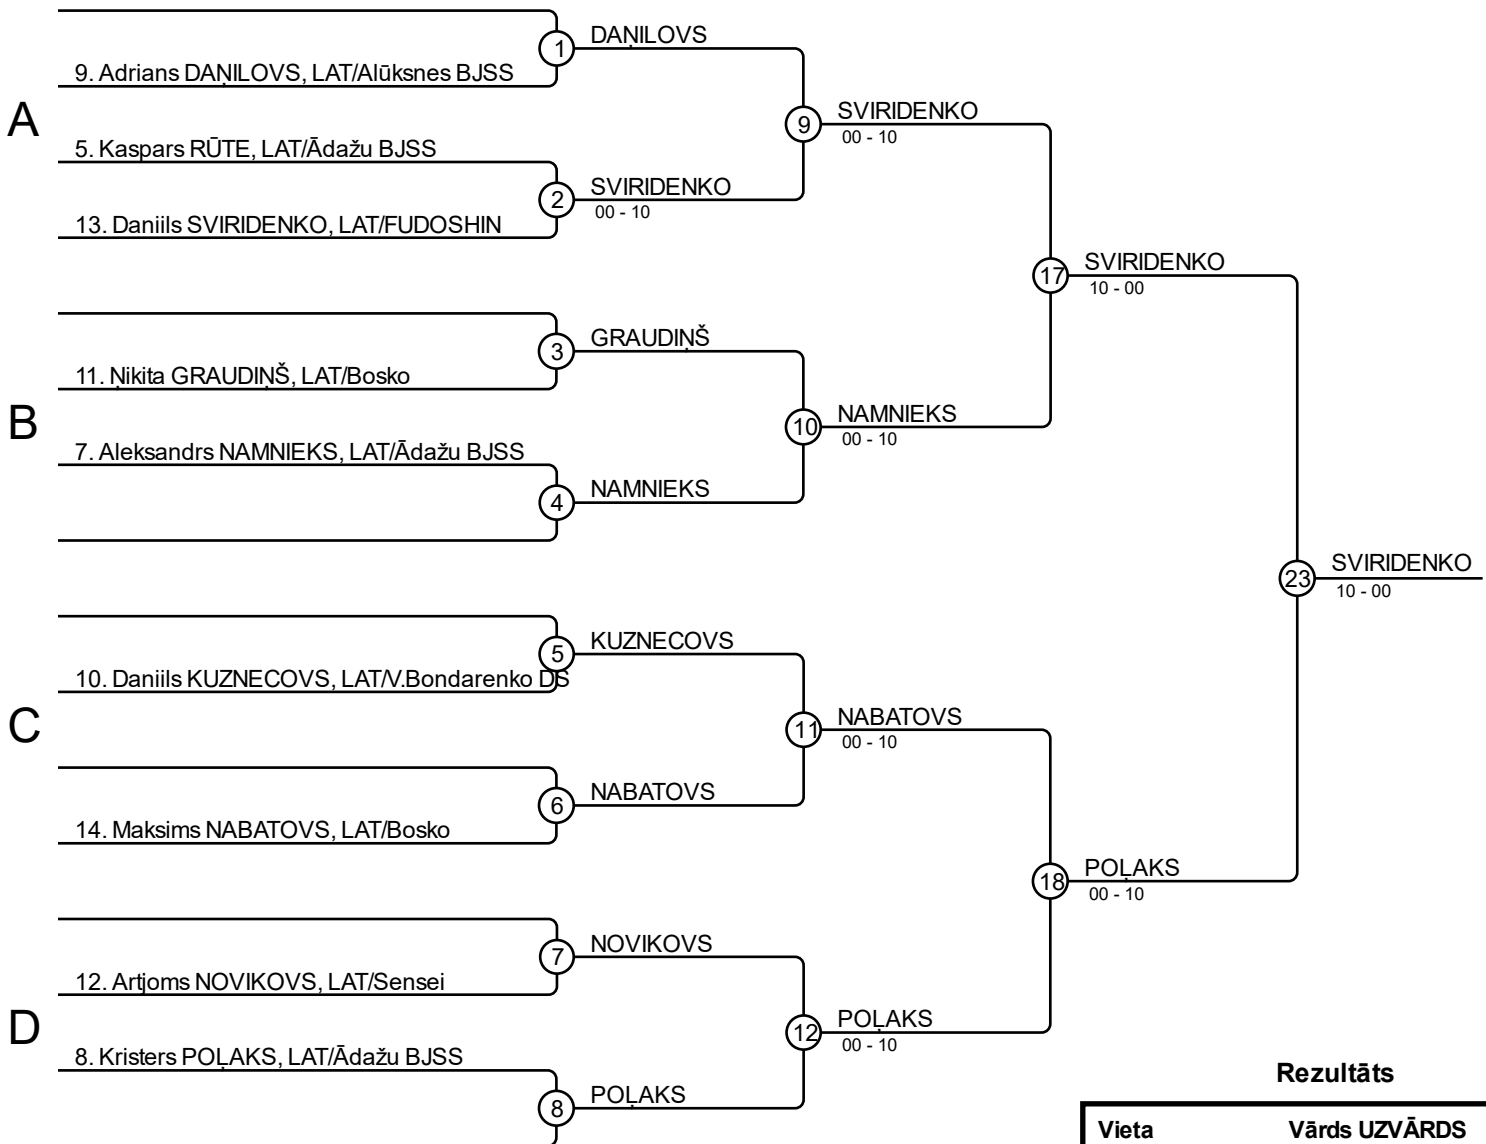 A
9. Adrians DAŅILOVS, LAT/Alūksnes BJSS
1
DAŅILOVS
5. Kaspars RŪTE, LAT/Ādažu BJSS
13. Daniils SVIRIDENKO, LAT/FUDOSHIN
2
SVIRIDENKO
00 - 10
9
SVIRIDENKO
00 - 10
B
11. Ņikita GRAUDIŅŠ, LAT/Bosko
3
GRAUDIŅŠ
7. Aleksandrs NAMNIEKS, LAT/Ādažu BJSS
4
NAMNIEKS
10
NAMNIEKS
00 - 10
17
SVIRIDENKO
10 - 00
C
10. Daniils KUZNECOVS, LAT/V.Bondarenko DS
5
KUZNECOVS
14. Maksims NABATOVS, LAT/Bosko
6
NABATOVS
11
NABATOVS
00 - 10
D
12. Artjoms NOVIKOVS, LAT/Sensei
7
NOVIKOVS
8. Kristers POĻAKS, LAT/Ādažu BJSS
8
POĻAKS
12
POĻAKS
00 - 10
18
POĻAKS
00 - 10
23
SVIRIDENKO
10 - 00
Rezultāts
Vieta Vārds UZVĀRDS